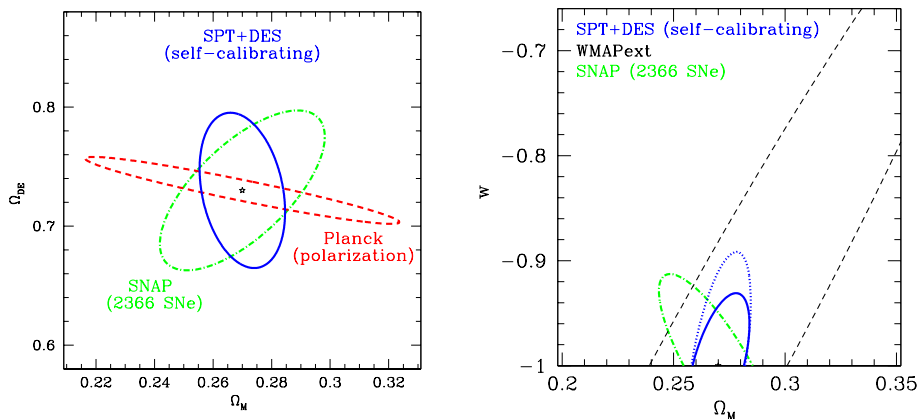 SPT+DES
(self-calibrating)
0.8
Ω_DE
0.7
Planck
(polarization)
SNAP
(2366 SNe)
0.6
0.22 0.24 0.26 0.28 0.3 0.32
Ω_M
SPT+DES (self-calibrating)
WMAPext
SNAP (2366 SNe)
-0.7
-0.8
w
-0.9
-1
0.2 0.25 0.3 0.35
Ω_M